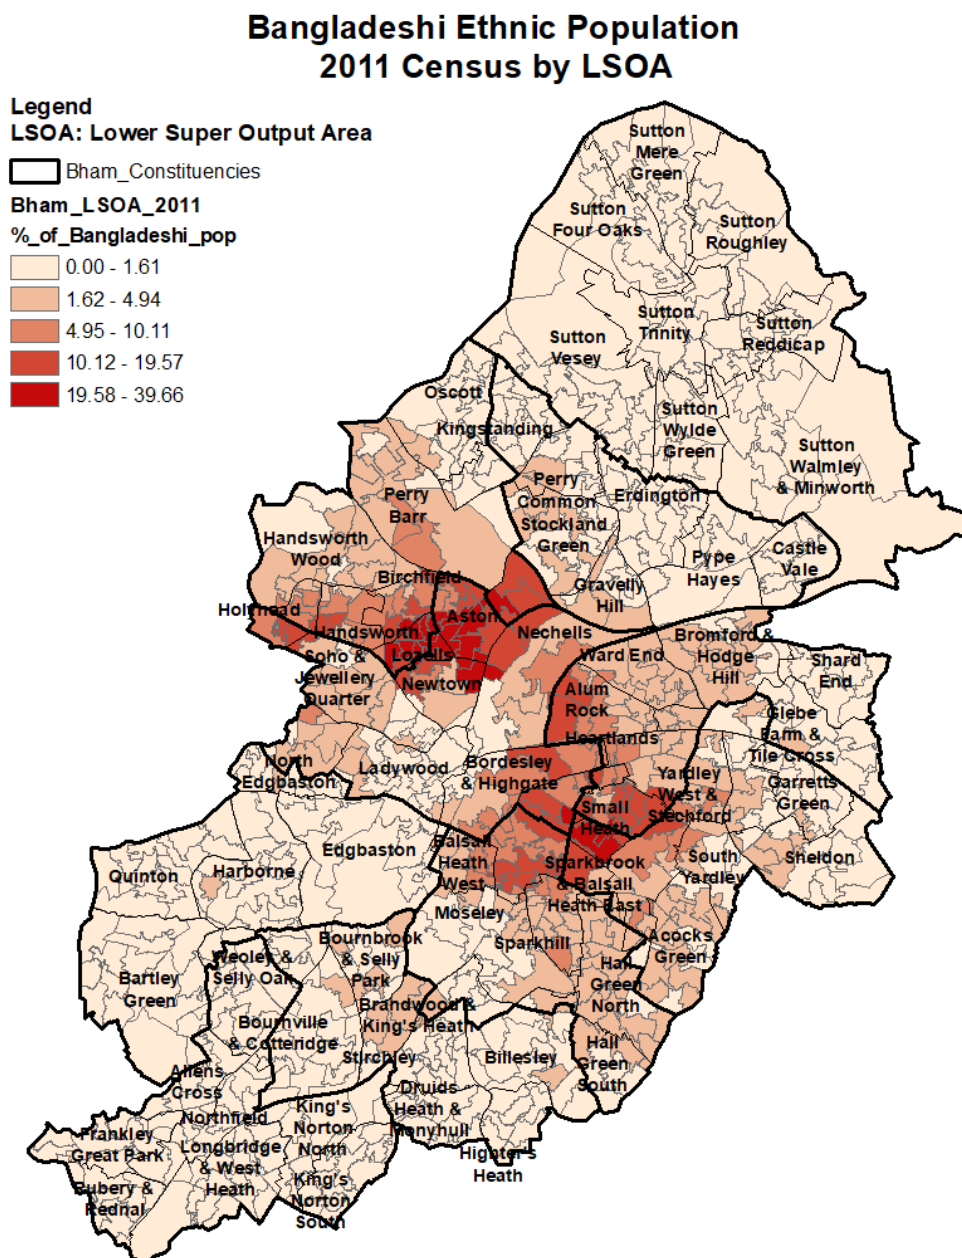 Bangladeshi Ethnic Population
2011 Census by LSOA
Legend
LSOA: Lower Super Output Area
Bham_Constituencies
Bham_LSOA_2011
%_of_Bangladeshi_pop
0.00 - 1.61
1.62 - 4.94
4.95 - 10.11
10.12 - 19.57
19.58 - 39.66
Sutton
Mere
Green
Sutton
Four Oaks
Sutton
Roughley
Sutton
Trinity
Sutton
Reddicap
Sutton
Vesey
Oscott
Kingstanding
Sutton
Wylde
Green
Sutton
Walmley
& Minworth
Perry
Common
Erdington
Perry
Barr
Stockland
Green
Handsworth
Wood
Pype
Hayes
Castle
Vale
Birchfield
Gravelly
Hill
Holyhead
Aston
Handsworth
Nechells
Bromford &
Hodge
Hill
Lozells
Ward End
Shard
End
Soho &
Jewellery
Quarter
Newtown
Alum
Rock
Glebe
Farm &
Tile Cross
Heartlands
North
Edgbaston
Ladywood
Bordesley
& Highgate
Yardley
West &
Stechford
Garretts
Green
Small
Heath
Edgbaston
Balsall
Heath
West
Sparkbrook
& Balsall
Heath East
South
Yardley
Sheldon
Quinton
Harborne
Moseley
Sparkhill
Acocks
Green
Bournbrook
& Selly
Park
Weoley &
Selly Oak
Bartley
Green
Hall
Green
North
Brandwood &
King's Heath
Bournville
& Cotteridge
Stirchley
Billesley
Hall
Green
South
Allens
Cross
Druids
Heath &
Monyhull
Northfield
King's
Norton
North
Frankley
Great Park
Longbridge
& West
Heath
Highter's
Heath
Rubery &
Rednal
King's
Norton
South